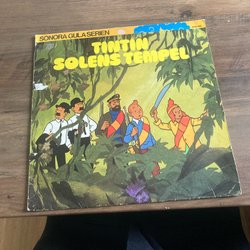 SONORA GULA SERIEN
TINTIN
SOLENS TEMPEL